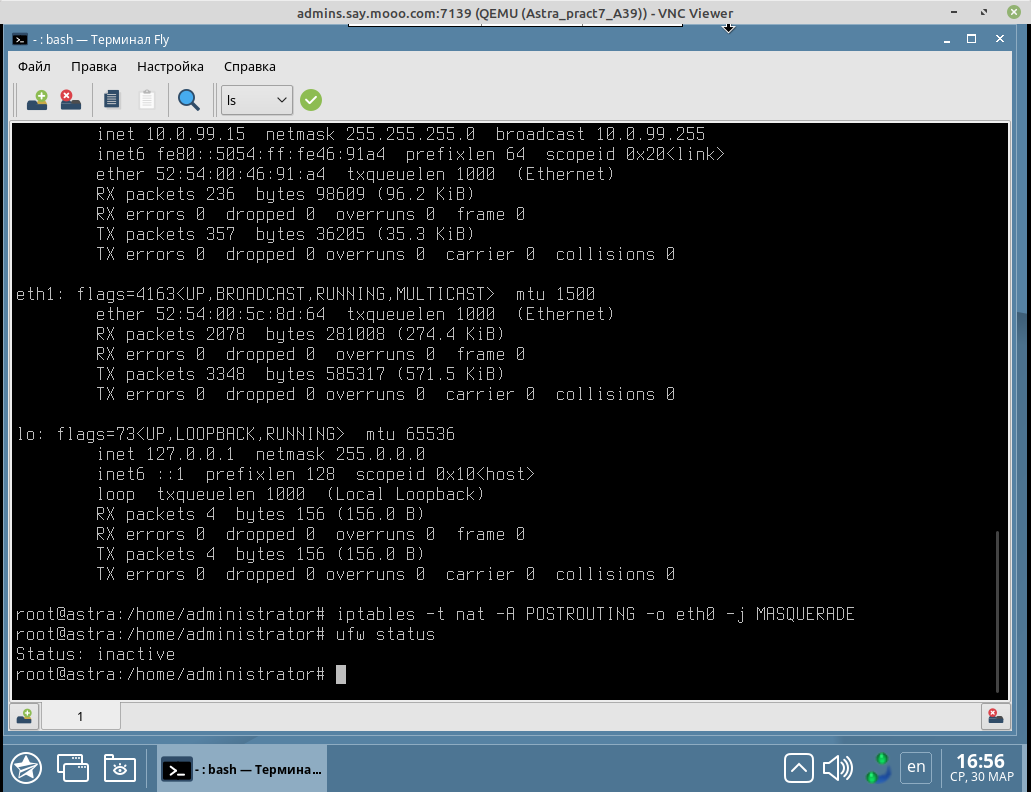 admins.say.mooo.com:7139 (QEMU (Astra_pract7_A39)) - VNC Viewer
- : bash — Терминал Fly
Файл Правка Настройка Справка
ls
inet 10.0.99.15 netmask 255.255.255.0 broadcast 10.0.99.255
inet6 fe80::5054:ff:fe46:91a4 prefixlen 64 scopeid 0x20<link>
ether 52:54:00:46:91:a4 txqueuelen 1000 (Ethernet)
RX packets 236 bytes 98609 (96.2 KiB)
RX errors 0 dropped 0 overruns 0 frame 0
TX packets 357 bytes 36205 (35.3 KiB)
TX errors 0 dropped 0 overruns 0 carrier 0 collisions 0
eth1: flags=4163<UP,BROADCAST,RUNNING,MULTICAST> mtu 1500
ether 52:54:00:5c:8d:64 txqueuelen 1000 (Ethernet)
RX packets 2078 bytes 281008 (274.4 KiB)
RX errors 0 dropped 0 overruns 0 frame 0
TX packets 3348 bytes 585317 (571.5 KiB)
TX errors 0 dropped 0 overruns 0 carrier 0 collisions 0
lo: flags=73<UP,LOOPBACK,RUNNING> mtu 65536
inet 127.0.0.1 netmask 255.0.0.0
inet6 ::1 prefixlen 128 scopeid 0x10<host>
loop txqueuelen 1000 (Local Loopback)
RX packets 4 bytes 156 (156.0 B)
RX errors 0 dropped 0 overruns 0 frame 0
TX packets 4 bytes 156 (156.0 B)
TX errors 0 dropped 0 overruns 0 carrier 0 collisions 0
root@astra:/home/administrator# iptables -t nat -A POSTROUTING -o eth0 -j MASQUERADE
root@astra:/home/administrator# ufw status
Status: inactive
root@astra:/home/administrator#
1
- : bash — Термина...
en
16:56
СР, 30 МАР